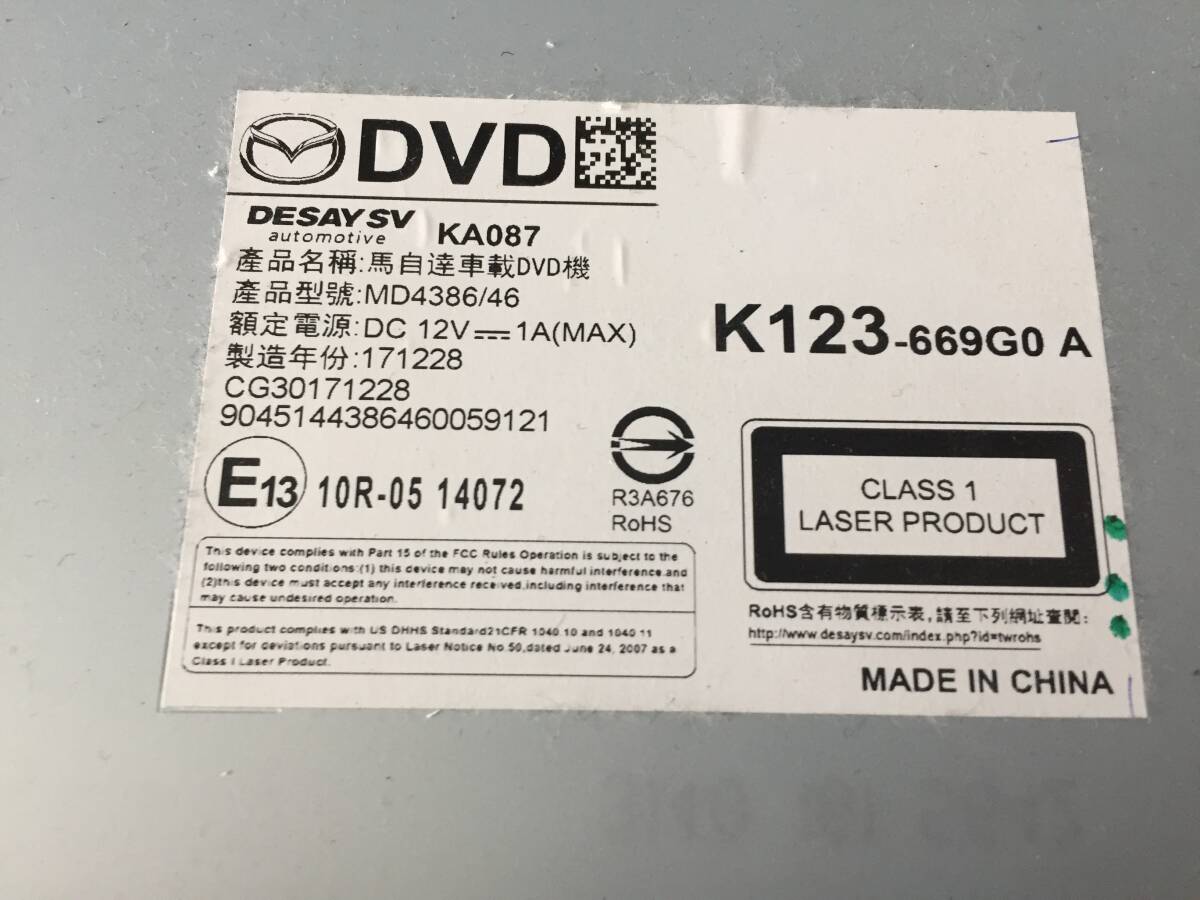 DVD
DESAY SV
automotive
KA087
產品名稱:馬自達車載DVD機
產品型號:MD4386/46
額定電源:DC 12V⎓1A(MAX)
製造年份:171228
CG30171228
9045144386460059121
K123-669G0 A
E13 10R-05 14072
R3A676
RoHS
CLASS 1
LASER PRODUCT
This device complies with Part 15 of the FCC Rules Operation is subject to the
following two conditions:(1) this device may not cause harmful interference,and
(2)this device must accept any interference received,including interference that
may cause undesired operation.
This product complies with US DHHS Standard21CFR 1040.10 and 1040.11
except for deviations pursuant to Laser Notice No.50,dated June 24, 2007 as a
Class I Laser Product.
RoHS含有物質標示表,請至下列網址查閱:
http://www.desaysv.com/index.php?id=twrohs
MADE IN CHINA